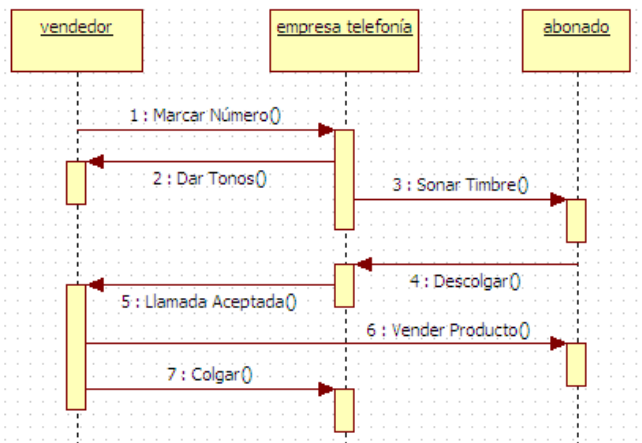 vendedor
empresa telefonía
abonado
1 : Marcar Número()
2 : Dar Tonos()
3 : Sonar Timbre()
4 : Descolgar()
5 : Llamada Aceptada()
6 : Vender Producto()
7 : Colgar()